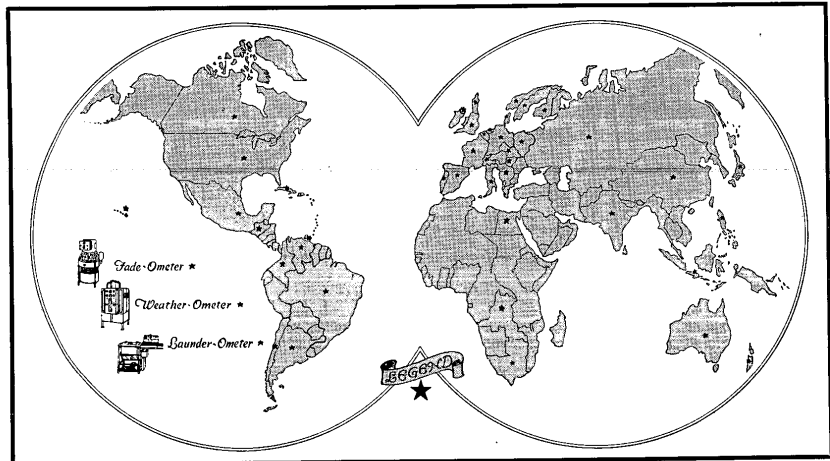 Fade-Ometer ★
Weather-Ometer ★
Launder-Ometer ★
LEGEND
★